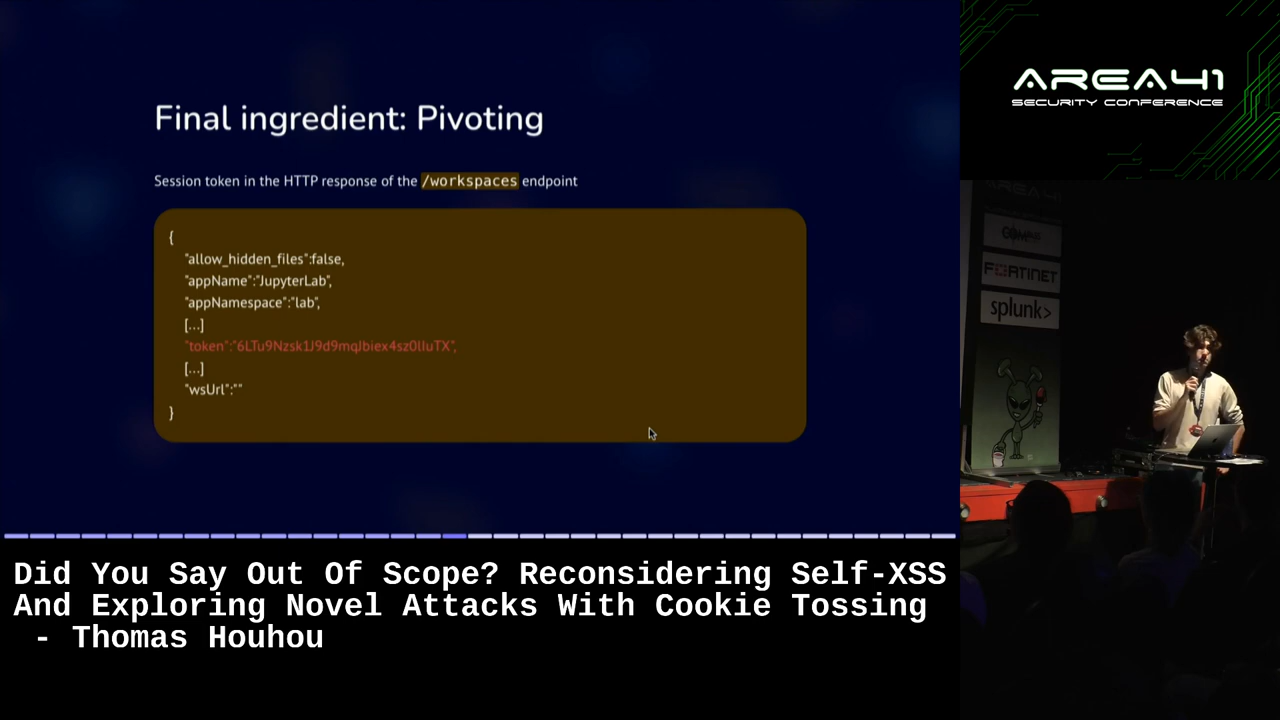 Final ingredient: Pivoting
Session token in the HTTP response of the /workspaces endpoint
{
"allow_hidden_files":false,
"appName":"JupyterLab",
"appNamespace":"lab",
[...]
"token":"6LTu9Nzsk1J9d9mqJbiex4sz0lIuTX",
[...]
"wsUrl":""
}
Did You Say Out Of Scope? Reconsidering Self-XSS
And Exploring Novel Attacks With Cookie Tossing
- Thomas Houhou
AREA41
SECURITY CONFERENCE
AREA41
FORTINET
splunk>